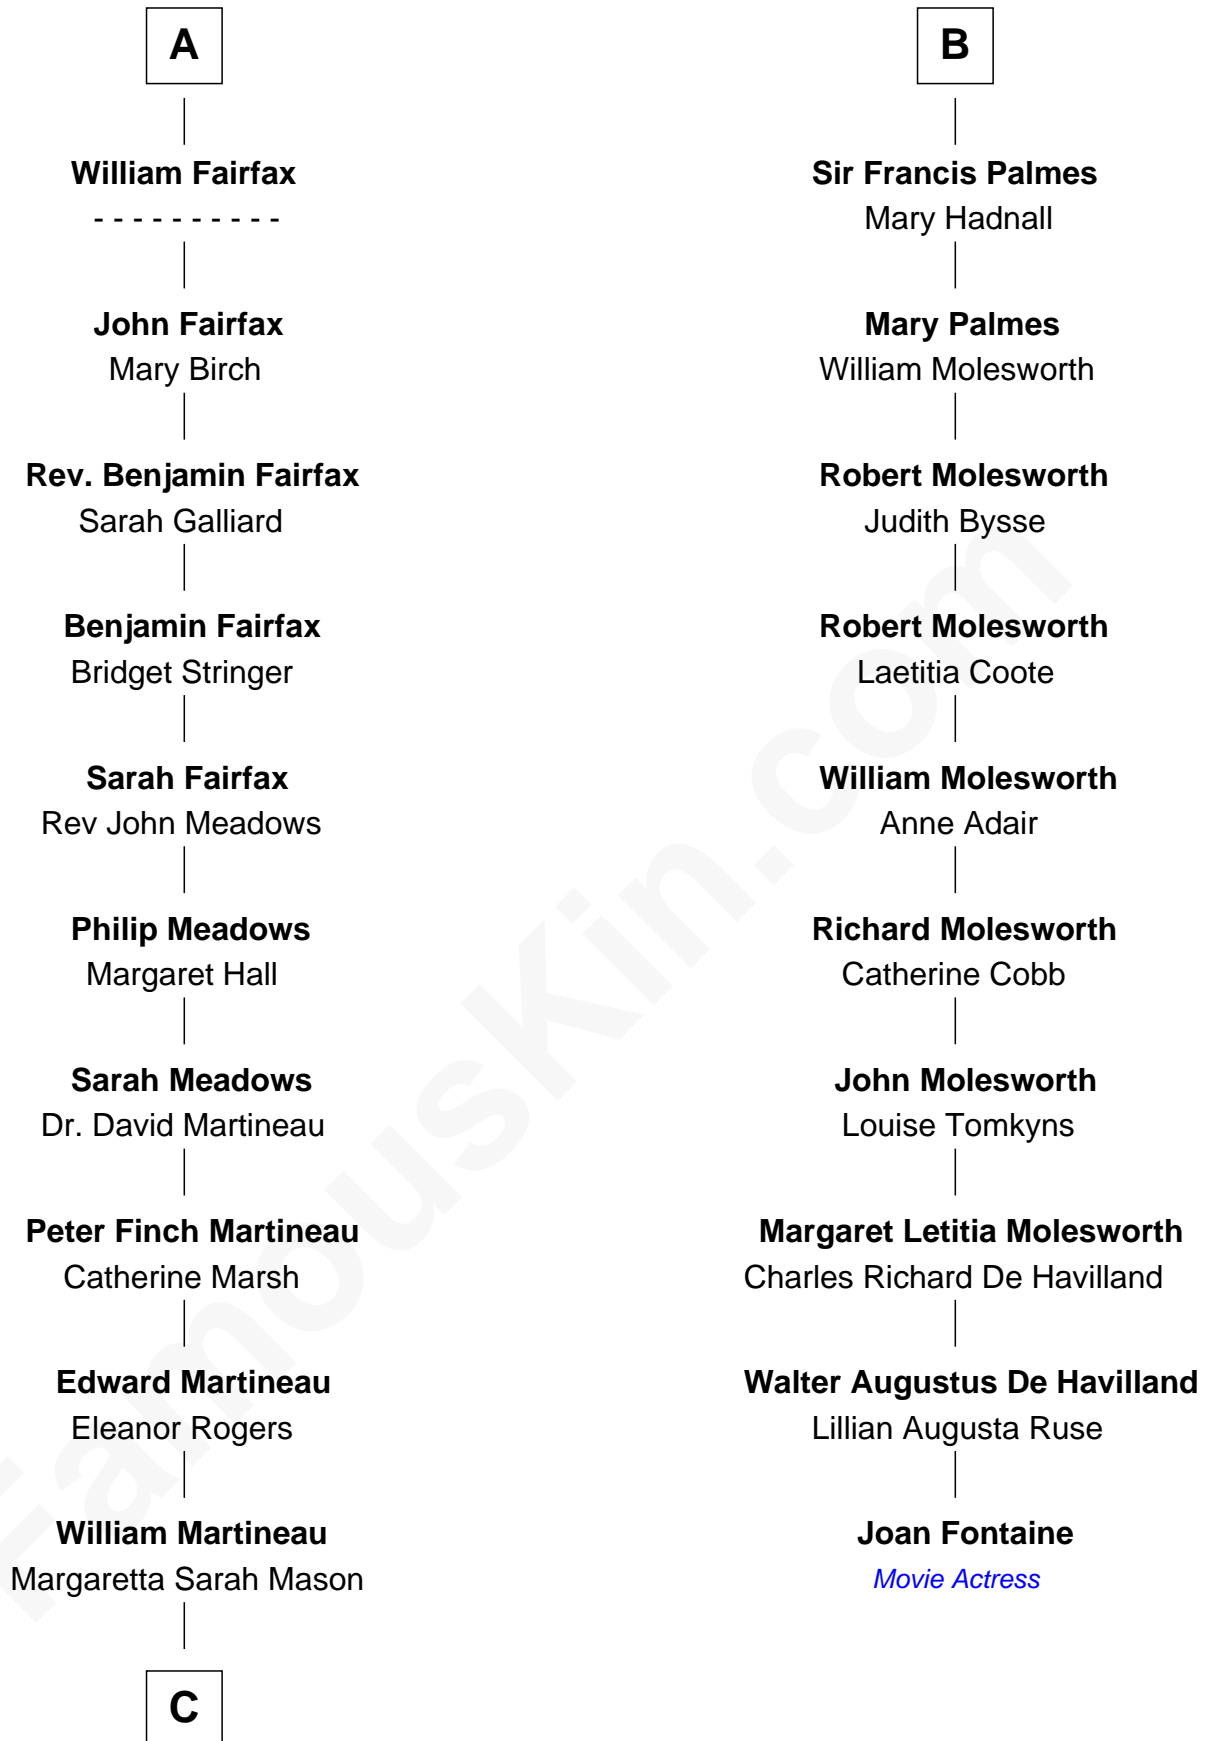 A
William Fairfax
- - - - - - - - - -
John Fairfax
Mary Birch
Rev. Benjamin Fairfax
Sarah Galliard
Benjamin Fairfax
Bridget Stringer
Sarah Fairfax
Rev John Meadows
Philip Meadows
Margaret Hall
Sarah Meadows
Dr. David Martineau
Peter Finch Martineau
Catherine Marsh
Edward Martineau
Eleanor Rogers
William Martineau
Margaretta Sarah Mason
C
B
Sir Francis Palmes
Mary Hadnall
Mary Palmes
William Molesworth
Robert Molesworth
Judith Bysse
Robert Molesworth
Laetitia Coote
William Molesworth
Anne Adair
Richard Molesworth
Catherine Cobb
John Molesworth
Louise Tomkyns
Margaret Letitia Molesworth
Charles Richard De Havilland
Walter Augustus De Havilland
Lillian Augusta Ruse
Joan Fontaine
Movie Actress
FamousKin.com